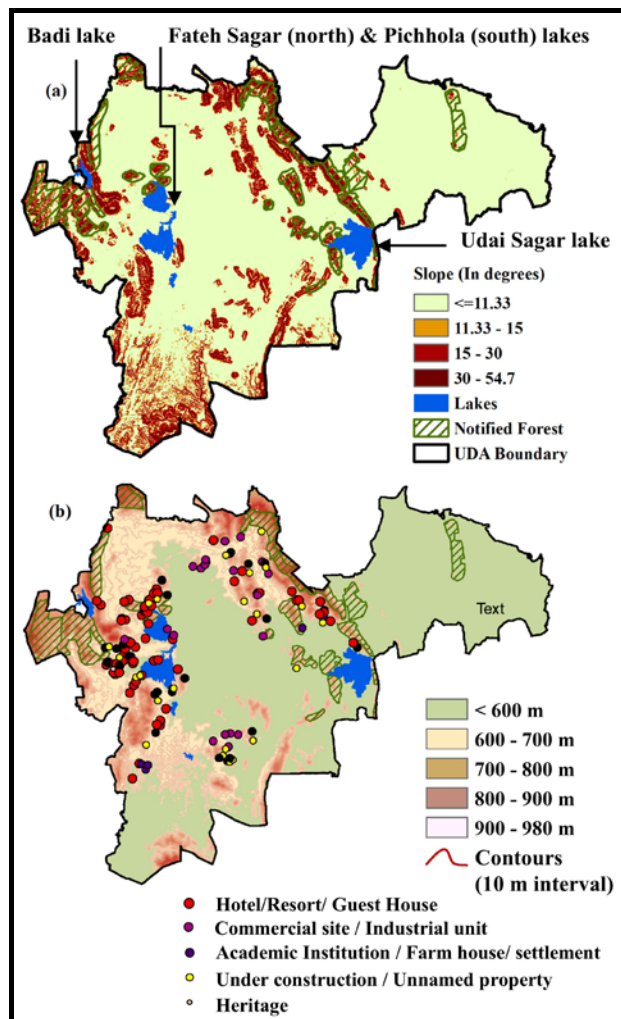 Badi lake
Fateh Sagar (north) & Pichhola (south) lakes
(a)
Udai Sagar lake
Slope (In degrees)
<=11.33
11.33 - 15
15 - 30
30 - 54.7
Lakes
Notified Forest
UDA Boundary
(b)
Text
< 600 m
600 - 700 m
700 - 800 m
800 - 900 m
900 - 980 m
Contours
(10 m interval)
Hotel/Resort/ Guest House
Commercial site / Industrial unit
Academic Institution / Farm house/ settlement
Under construction / Unnamed property
Heritage